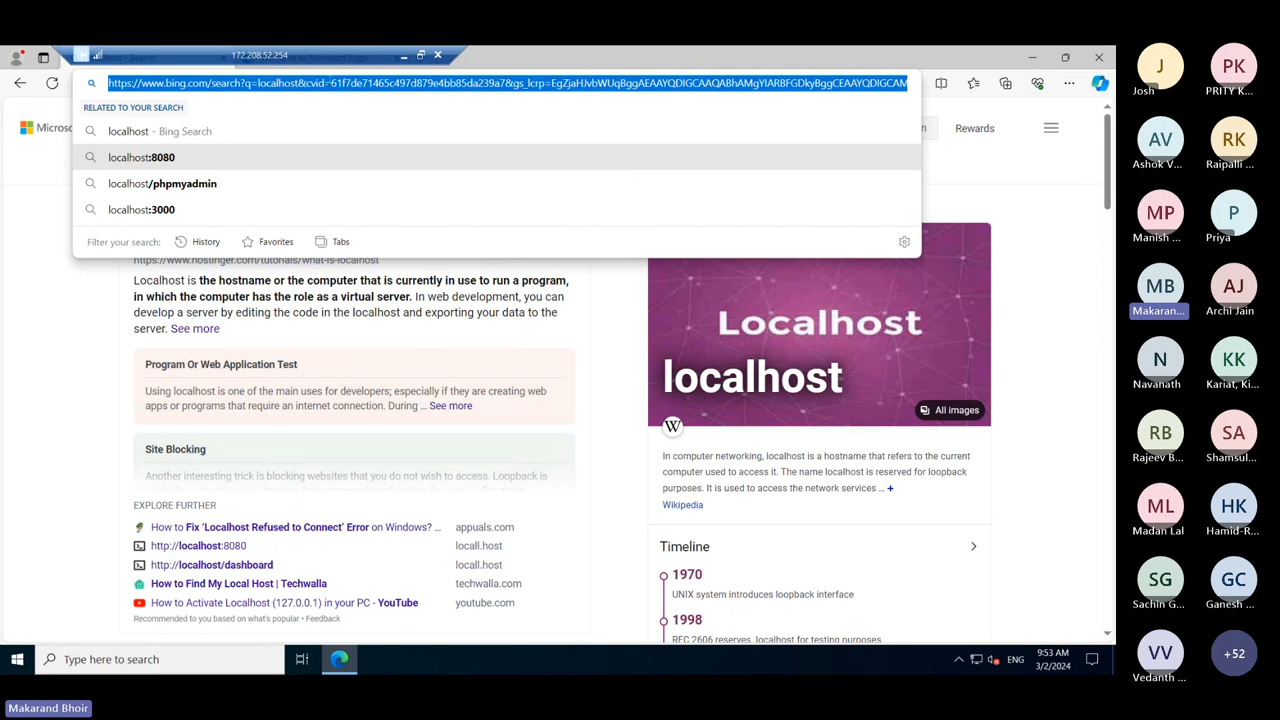 172.208.52.254
https://www.bing.com/search?q=localhost&cvid=61f7de71465c497d879e4bb85da239a7&gs_lcrp=EgZjaHJvbWUqBggAEAAYQDIGCAAQABhAMgYIARBFGDkyBggCEAAYQDIGCAM
RELATED TO YOUR SEARCH
localhost - Bing Search
localhost:8080
localhost/phpmyadmin
localhost:3000
Filter your search: History Favorites Tabs
Micros
Rewards
https://www.hostinger.com/tutorials/what-is-localhost
Localhost is the hostname or the computer that is currently in use to run a program,
in which the computer has the role as a virtual server. In web development, you can
develop a server by editing the code in the localhost and exporting your data to the
server. See more
Program Or Web Application Test
Using localhost is one of the main uses for developers; especially if they are creating web
apps or programs that require an internet connection. During ... See more
Site Blocking
Another interesting trick is blocking websites that you do not wish to access. Loopback is
EXPLORE FURTHER
How to Fix ‘Localhost Refused to Connect’ Error on Windows? ... appuals.com
http://localhost:8080 locall.host
http://localhost/dashboard locall.host
How to Find My Local Host | Techwalla techwalla.com
How to Activate Localhost (127.0.0.1) in your PC - YouTube youtube.com
Recommended to you based on what's popular • Feedback
Localhost
localhost
All images
W
In computer networking, localhost is a hostname that refers to the current
computer used to access it. The name localhost is reserved for loopback
purposes. It is used to access the network services ... +
Wikipedia
Timeline
1970
UNIX system introduces loopback interface
1998
RFC 2606 reserves .localhost for testing purposes
Type here to search
ENG
9:53 AM
3/2/2024
J
Josh
PK
PRITY K...
AV
Ashok V...
RK
Raipalli ...
MP
Manish ...
P
Priya
MB
Makaran...
AJ
Archi Jain
N
Navanath
KK
Kariat, Ki...
RB
Rajeev B...
SA
Shamsul...
ML
Madan Lal
HK
Hamid-R...
SG
Sachin G...
GC
Ganesh ...
VV
Vedanth ...
+52
Makarand Bhoir